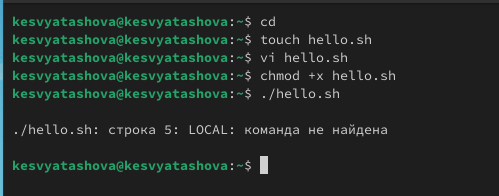 kesvyatashova@kesvyatashova:~$ cd
kesvyatashova@kesvyatashova:~$ touch hello.sh
kesvyatashova@kesvyatashova:~$ vi hello.sh
kesvyatashova@kesvyatashova:~$ chmod +x hello.sh
kesvyatashova@kesvyatashova:~$ ./hello.sh
./hello.sh: строка 5: LOCAL: команда не найдена
kesvyatashova@kesvyatashova:~$